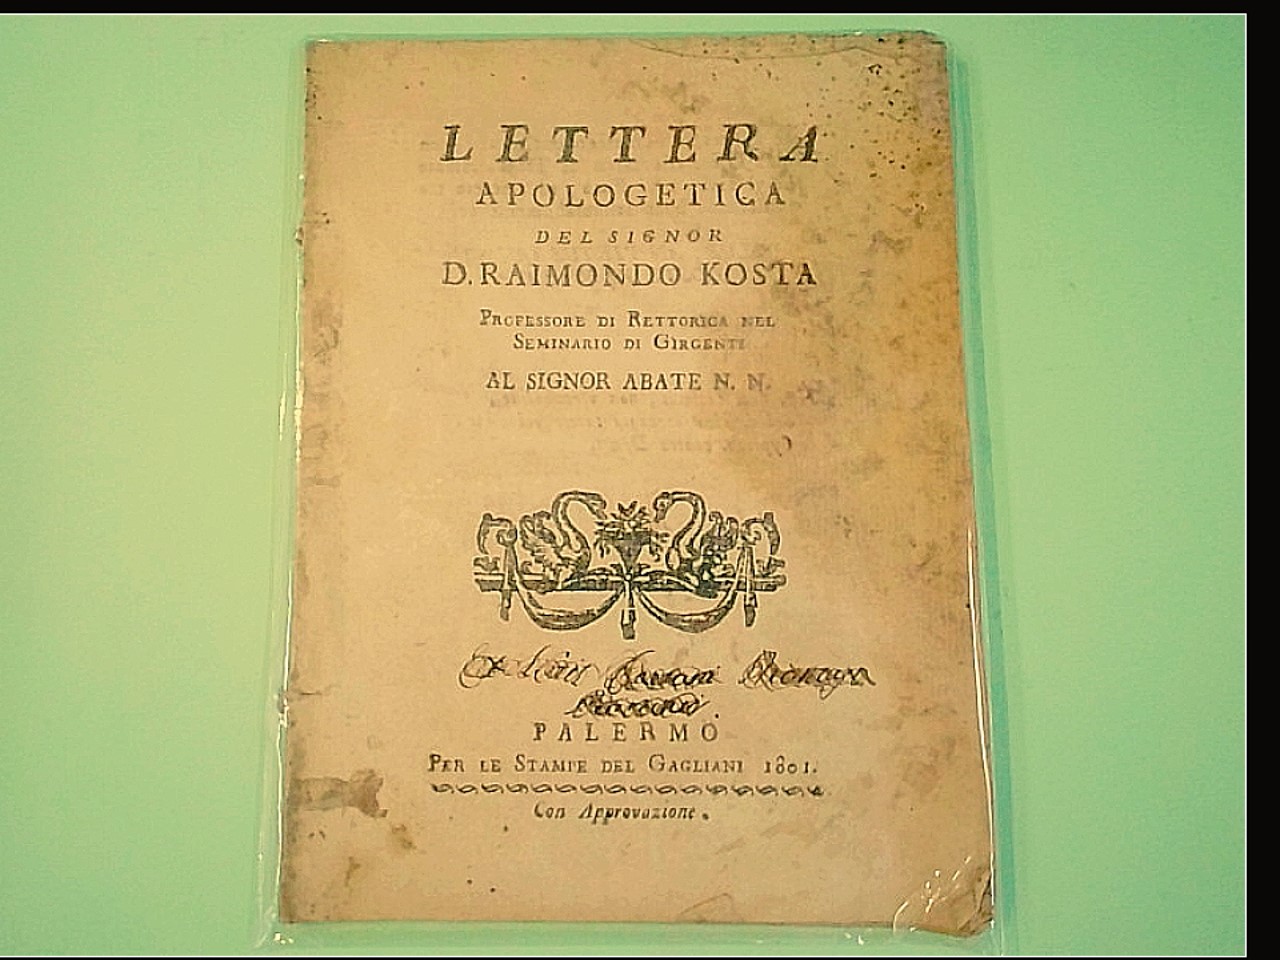 LETTERA
APOLOGETICA
DEL SIGNOR
D. RAIMONDO KOSTA
PROFESSORE DI RETTORICA NEL
SEMINARIO DI GIRGENTI
AL SIGNOR ABATE N. N.
PALERMO
PER LE STAMPE DEL GAGLIANI 1801.
Con Approvazione.